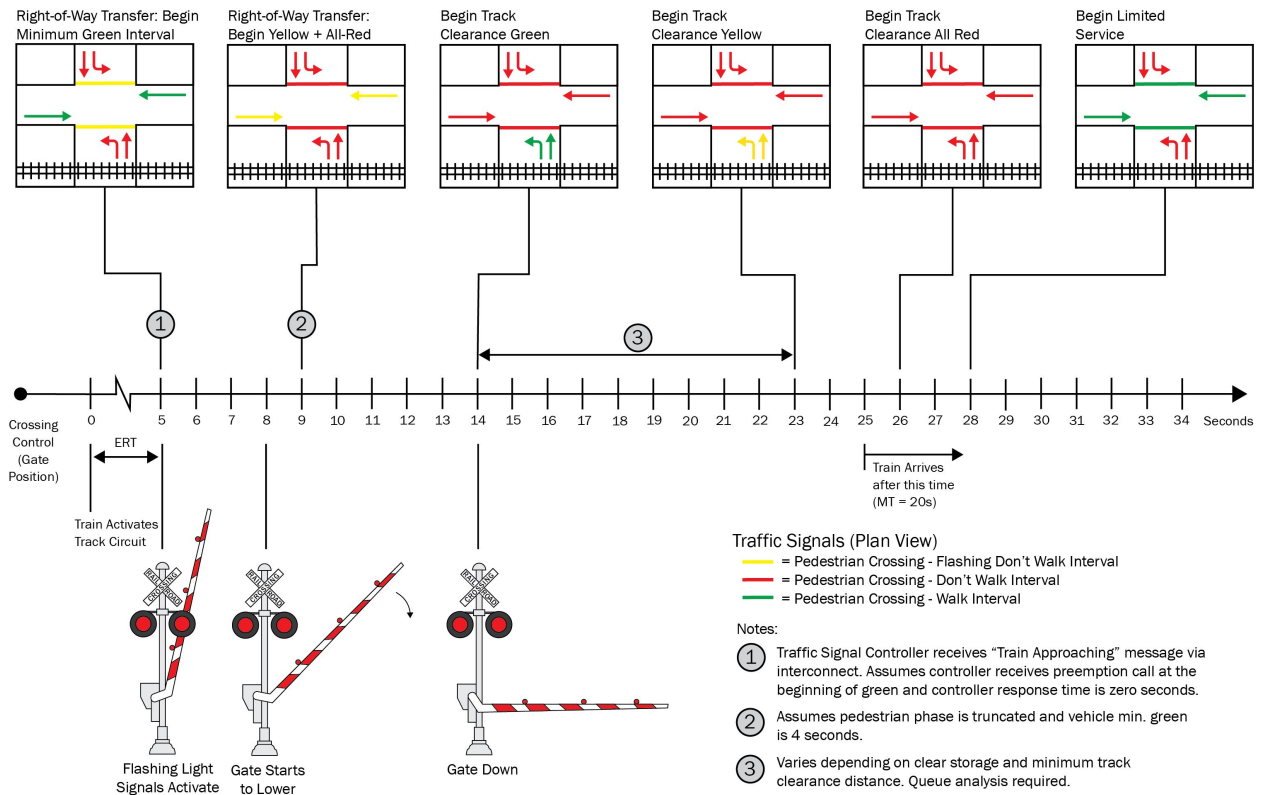 Right-of-Way Transfer: Begin
Minimum Green Interval
Right-of-Way Transfer:
Begin Yellow + All-Red
Begin Track
Clearance Green
Begin Track
Clearance Yellow
Begin Track
Clearance All Red
Begin Limited
Service
1
2
3
0 5 6 7 8 9 10 11 12 13 14 15 16 17 18 19 20 21 22 23 24 25 26 27 28 29 30 31 32 33 34 Seconds
Crossing
Control
(Gate
Position)
ERT
Train Activates
Track Circuit
Train Arrives
after this time
(MT = 20s)
RAILROAD
CROSSING
RAILROAD
CROSSING
RAILROAD
CROSSING
Flashing Light
Signals Activate
Gate Starts
to Lower
Gate Down
Traffic Signals (Plan View)
= Pedestrian Crossing - Flashing Don't Walk Interval
= Pedestrian Crossing - Don't Walk Interval
= Pedestrian Crossing - Walk Interval
Notes:
1 Traffic Signal Controller receives “Train Approaching” message via
interconnect. Assumes controller receives preemption call at the
beginning of green and controller response time is zero seconds.
2 Assumes pedestrian phase is truncated and vehicle min. green
is 4 seconds.
3 Varies depending on clear storage and minimum track
clearance distance. Queue analysis required.